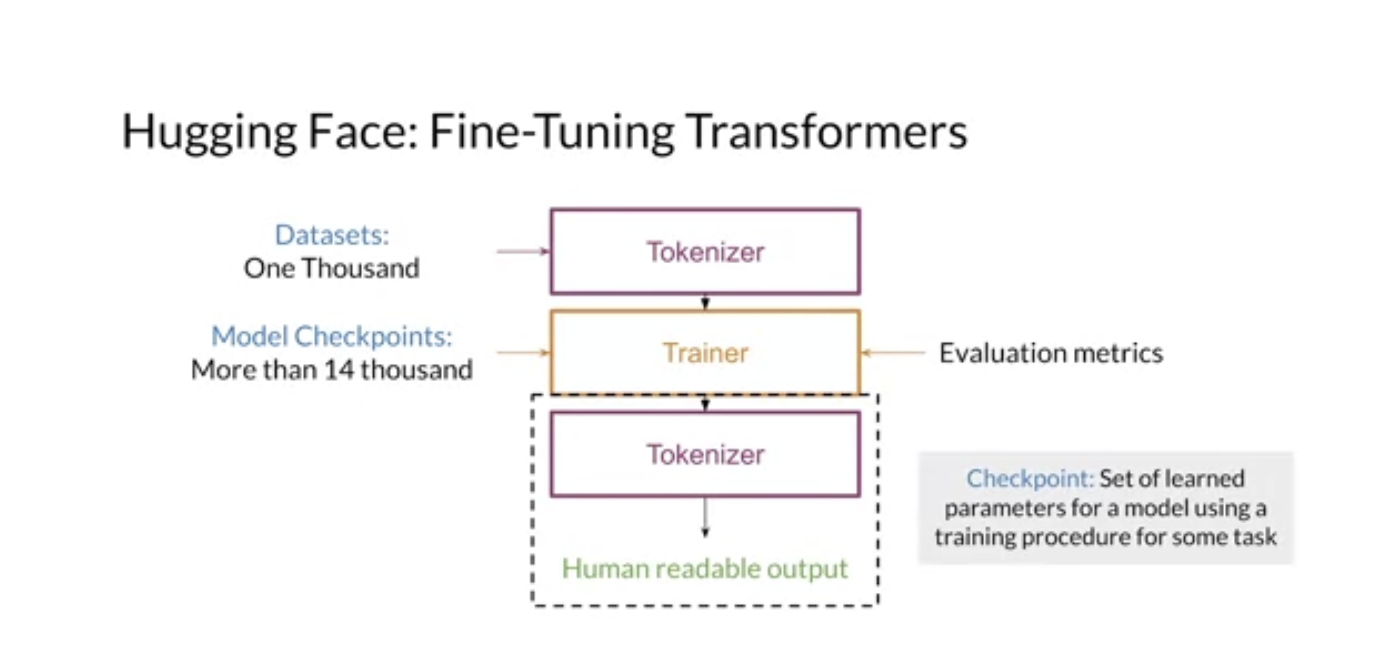 Hugging Face: Fine-Tuning Transformers
Datasets:
One Thousand
Tokenizer
Model Checkpoints:
More than 14 thousand
Trainer
Evaluation metrics
Tokenizer
Checkpoint: Set of learned
parameters for a model using a
training procedure for some task
Human readable output